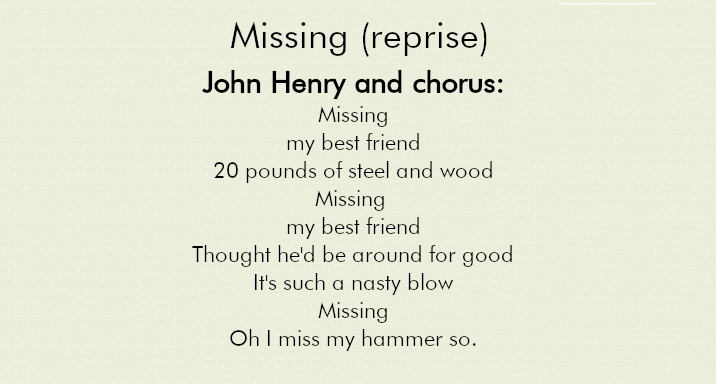 Missing (reprise)
John Henry and chorus:
Missing
my best friend
20 pounds of steel and wood
Missing
my best friend
Thought he'd be around for good
It's such a nasty blow
Missing
Oh I miss my hammer so.